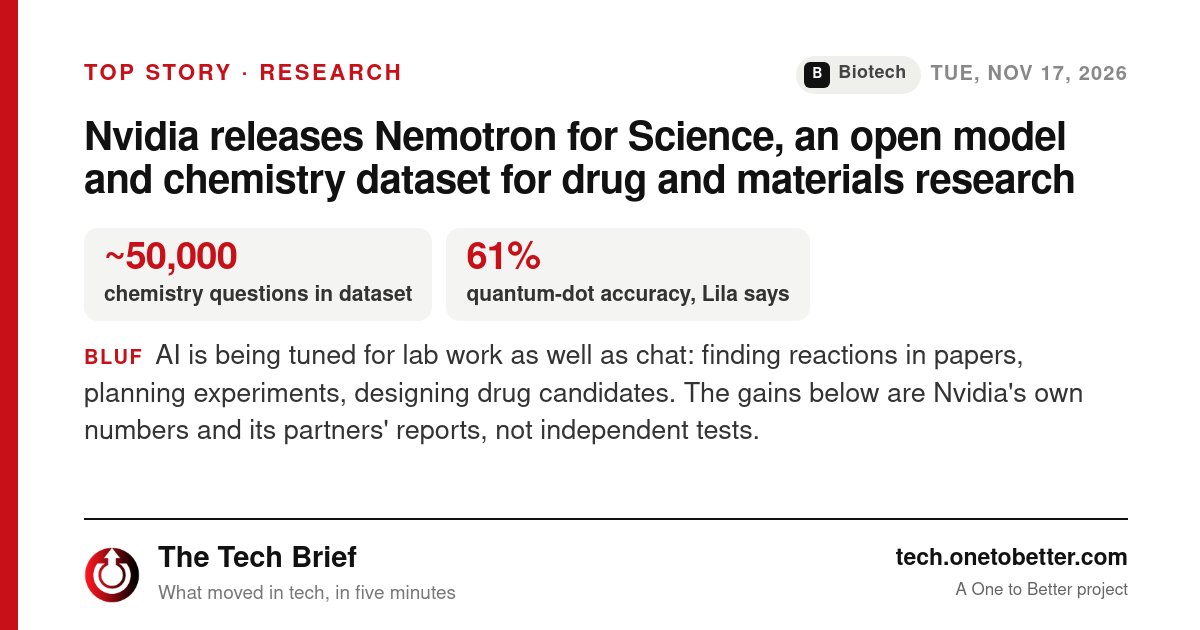 TOP STORY · RESEARCH
B Biotech TUE, NOV 17, 2026
Nvidia releases Nemotron for Science, an open model
and chemistry dataset for drug and materials research
~50,000
chemistry questions in dataset
61%
quantum-dot accuracy, Lila says
BLUF AI is being tuned for lab work as well as chat: finding reactions in papers,
planning experiments, designing drug candidates. The gains below are Nvidia's own
numbers and its partners' reports, not independent tests.
The Tech Brief
What moved in tech, in five minutes
tech.onetobetter.com
A One to Better project